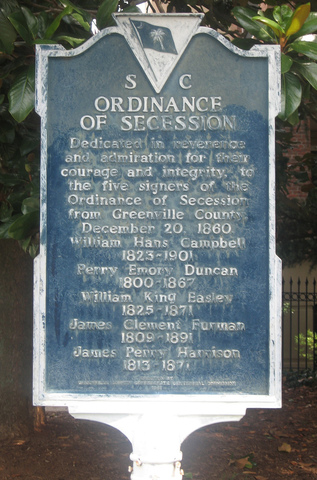 S C
ORDINANCE
OF SECESSION
Dedicated in reverence
and admiration for their
courage and integrity, to
the five signers of the
Ordinance of Secession
from Greenville County,
December 20, 1860
William Hans Campbell
1823-1901
Perry Emory Duncan
1800-1867
William King Easley
1825-1871
James Clement Furman
1809-1891
James Perry Harrison
1813-1871